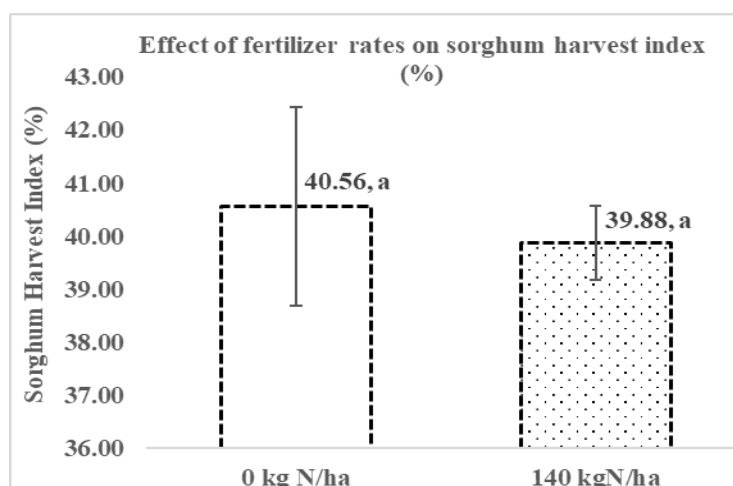 Effect of fertilizer rates on sorghum harvest index
(%)
Sorghum Harvest Index (%)
43.00
42.00
41.00
40.00
39.00
38.00
37.00
36.00
40.56, a
39.88, a
0 kg N/ha
140 kgN/ha